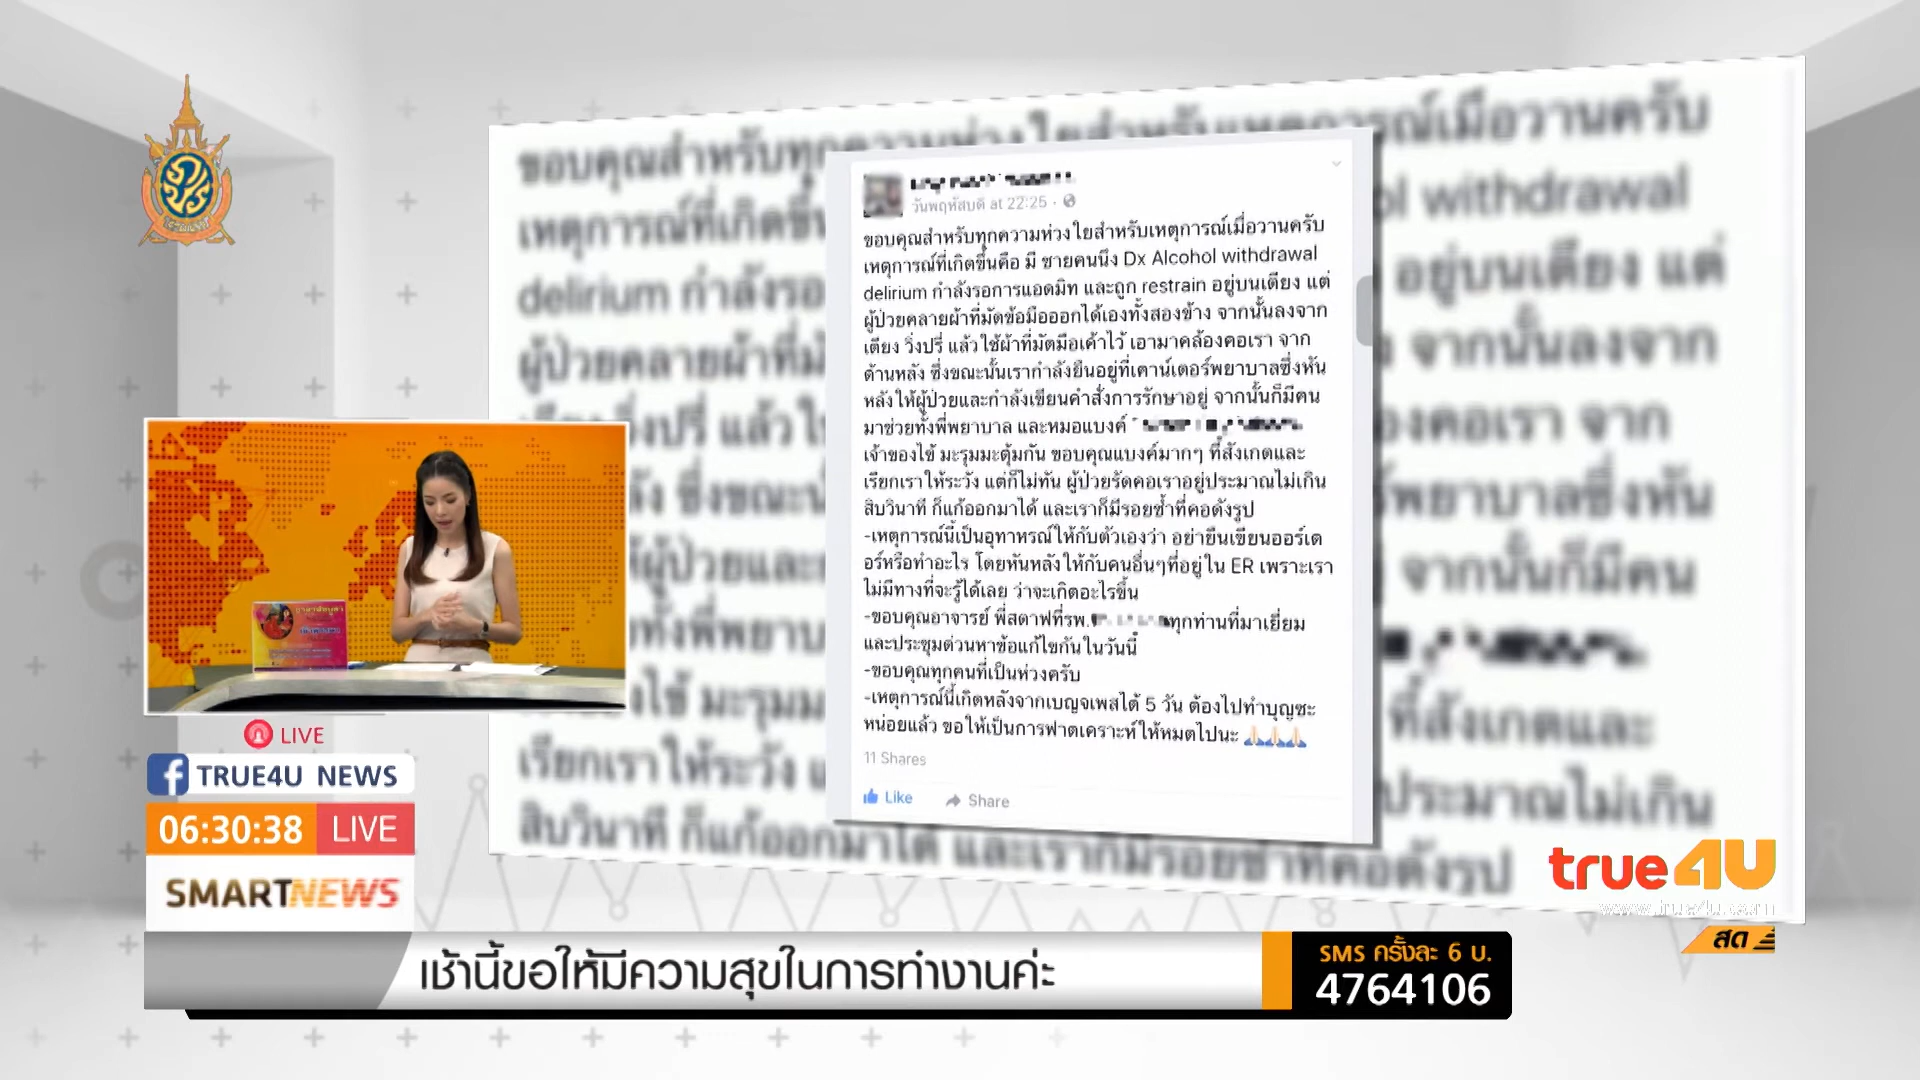 วันพฤหัสบดี at 22:25 ·
ขอบคุณสำหรับทุกความห่วงใยสำหรับเหตุการณ์เมื่อวานครับ
เหตุการณ์ที่เกิดขึ้นคือ มี ชายคนนึง Dx Alcohol withdrawal
delirium กำลังรอการแอดมิท และถูก restrain อยู่บนเตียง แต่
ผู้ป่วยคลายผ้าที่มัดข้อมือออกได้เองทั้งสองข้าง จากนั้นลงจาก
เตียง วิ่งปรี่ แล้วใช้ผ้าที่มัดมือเค้าไว้ เอามาคล้องคอเรา จาก
ด้านหลัง ซึ่งขณะนั้นเรากำลังยืนอยู่ที่เคาน์เตอร์พยาบาลซึ่งหัน
หลังให้ผู้ป่วยและกำลังเขียนคำสั่งการรักษาอยู่ จากนั้นก็มีคน
มาช่วยทั้งพี่พยาบาล และหมอแบงค์
เจ้าของไข้ มะรุมมะตุ้มกัน ขอบคุณแบงค์มากๆ ที่สังเกตและ
เรียกเราให้ระวัง แต่ก็ไม่ทัน ผู้ป่วยรัดคอเราอยู่ประมาณไม่เกิน
สิบวินาที ก็แก้ออกมาได้ และเราก็มีรอยช้ำที่คอดังรูป
-เหตุการณ์นี้เป็นอุทาหรณ์ให้กับตัวเองว่า อย่ายืนเขียนออร์เด
อร์หรือทำอะไร โดยหันหลังให้กับคนอื่นๆที่อยู่ใน ER เพราะเรา
ไม่มีทางที่จะรู้ได้เลย ว่าจะเกิดอะไรขึ้น
-ขอบคุณอาจารย์ พี่สตาฟที่รพ. ทุกท่านที่มาเยี่ยม
และประชุมด่วนหาข้อแก้ไขกันในวันนี้
-ขอบคุณทุกคนที่เป็นห่วงครับ
-เหตุการณ์นี้เกิดหลังจากเบญจเพสได้ 5 วัน ต้องไปทำบุญซะ
หน่อยแล้ว ขอให้เป็นการฟาดเคราะห์ให้หมดไปนะ 🙏🙏🙏
11 Shares
Like Share
LIVE
TRUE4U NEWS
06:30:38 LIVE
SMARTNEWS
true4U
www.true4u.com
สด
เช้านี้ขอให้มีความสุขในการทำงานค่ะ
SMS ครั้งละ 6 บ.
4764106